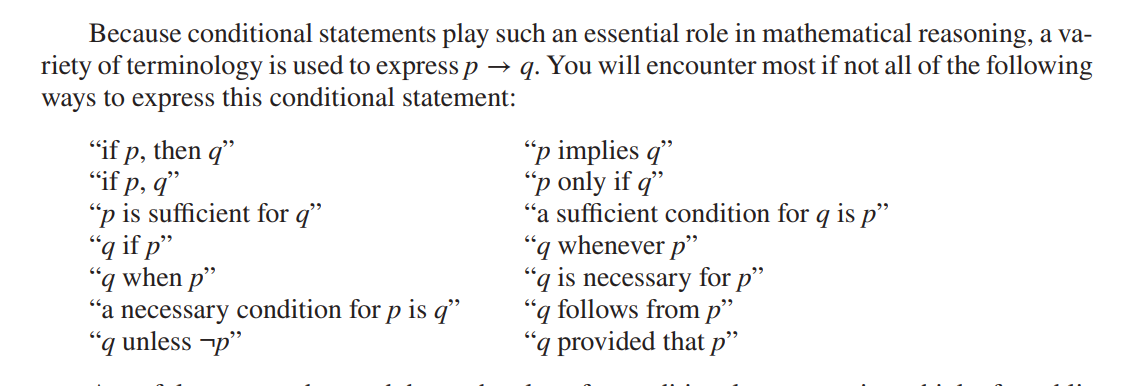 Because conditional statements play such an essential role in mathematical reasoning, a va-
riety of terminology is used to express p → q. You will encounter most if not all of the following
ways to express this conditional statement:
“if p, then q” “p implies q”
“if p, q” “p only if q”
“p is sufficient for q” “a sufficient condition for q is p”
“q if p” “q whenever p”
“q when p” “q is necessary for p”
“a necessary condition for p is q” “q follows from p”
“q unless ¬p” “q provided that p”